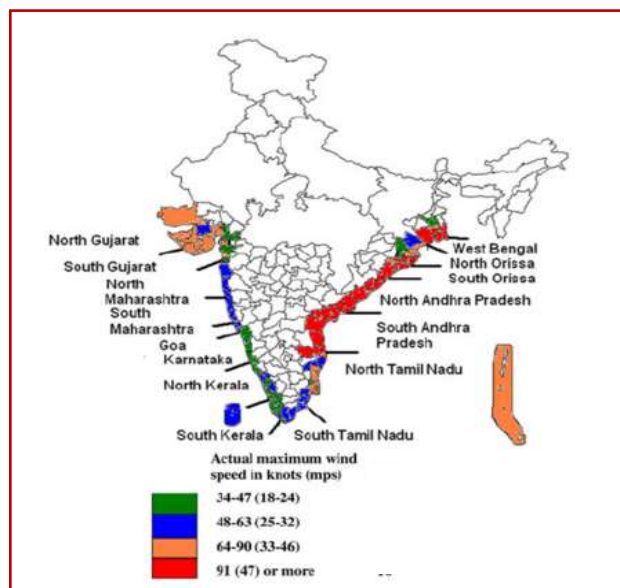 North Gujarat
South Gujarat
North
Maharashtra
South
Maharashtra
Goa
Karnataka
North Kerala
South Kerala
West Bengal
North Orissa
South Orissa
North Andhra Pradesh
South Andhra
Pradesh
North Tamil Nadu
South Tamil Nadu
Actual maximum wind
speed in knots (mps)
34-47 (18-24)
48-63 (25-32)
64-90 (33-46)
91 (47) or more